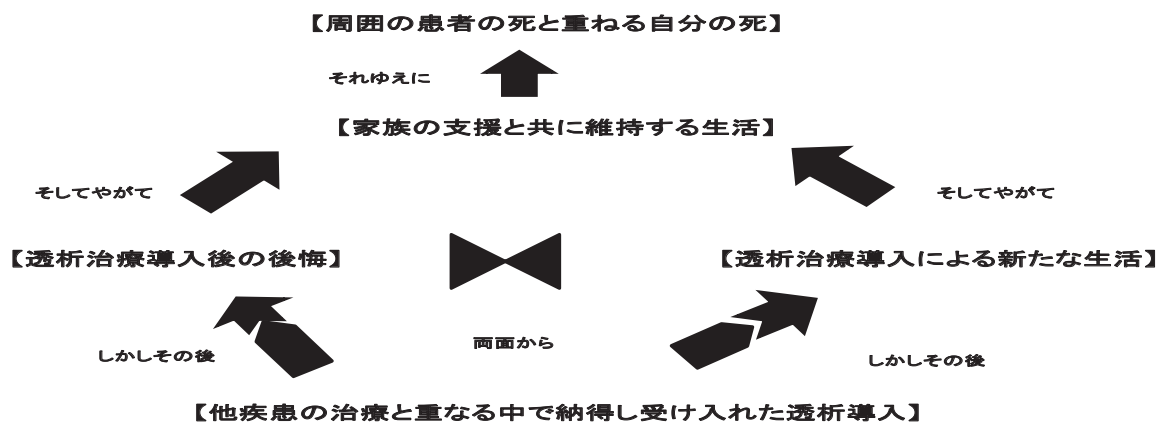 【周囲の患者の死と重ねる自分の死】
それゆえに
【家族の支援と共に維持する生活】
そしてやがて
そしてやがて
【透析治療導入後の後悔】
【透析治療導入による新たな生活】
両面から
しかしその後
しかしその後
【他疾患の治療と重なる中で納得し受け入れた透析導入】